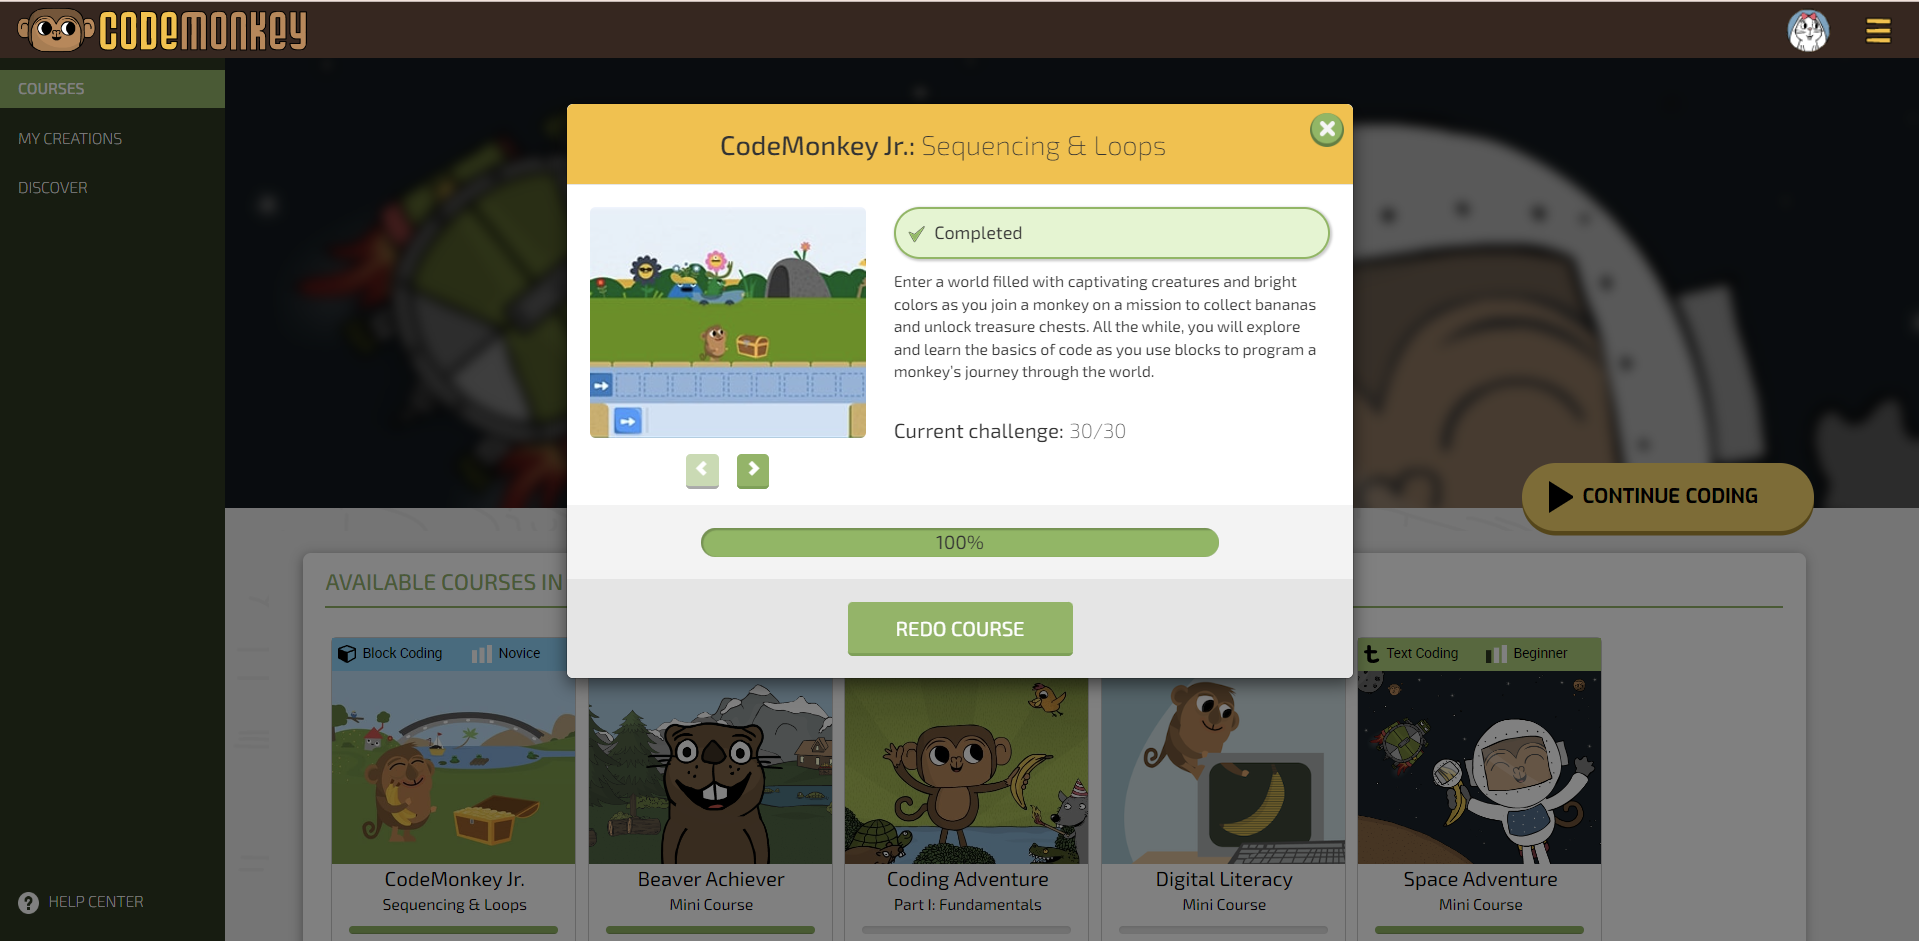 CODEMONKEY
COURSES
MY CREATIONS
DISCOVER
HELP CENTER
CodeMonkey Jr.: Sequencing & Loops
Completed
Enter a world filled with captivating creatures and bright
colors as you join a monkey on a mission to collect bananas
and unlock treasure chests. All the while, you will explore
and learn the basics of code as you use blocks to program a
monkey's journey through the world.
Current challenge: 30/30
100%
REDO COURSE
CONTINUE CODING
AVAILABLE COURSES IN
Block Coding Novice
Text Coding Beginner
CodeMonkey Jr.
Sequencing & Loops
Beaver Achiever
Mini Course
Coding Adventure
Part I: Fundamentals
Digital Literacy
Mini Course
Space Adventure
Mini Course